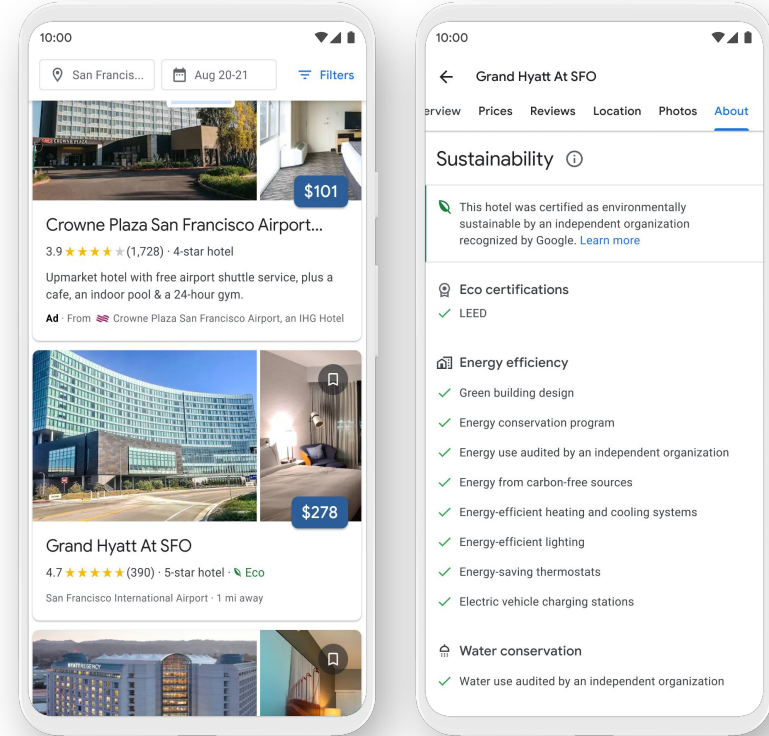 10:00
San Francis...
Aug 20-21
Filters
CROWNE PLAZA
$101
Crowne Plaza San Francisco Airport...
3.9 (1,728) · 4-star hotel
Upmarket hotel with free airport shuttle service, plus a
cafe, an indoor pool & a 24-hour gym.
Ad · From Crowne Plaza San Francisco Airport, an IHG Hotel
$278
Grand Hyatt At SFO
4.7 (390) · 5-star hotel · Eco
San Francisco International Airport · 1 mi away
HYATT REGENCY
10:00
Grand Hyatt At SFO
erview Prices Reviews Location Photos About
Sustainability
This hotel was certified as environmentally
sustainable by an independent organization
recognized by Google. Learn more
Eco certifications
LEED
Energy efficiency
Green building design
Energy conservation program
Energy use audited by an independent organization
Energy from carbon-free sources
Energy-efficient heating and cooling systems
Energy-efficient lighting
Energy-saving thermostats
Electric vehicle charging stations
Water conservation
Water use audited by an independent organization